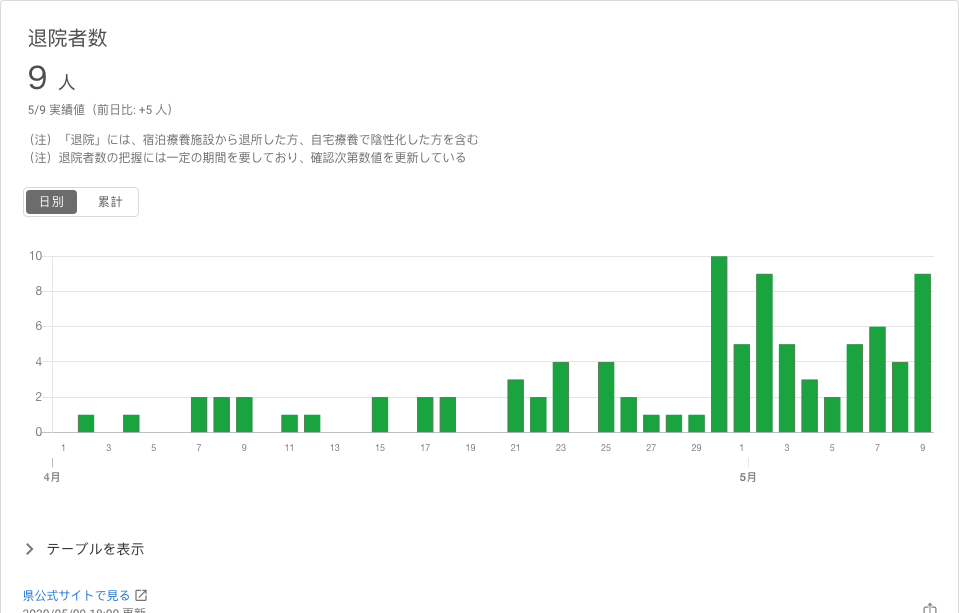 退院者数
9 人
5/9 実績値（前日比: +5 人）
（注）「退院」には、宿泊療養施設から退所した方、自宅療養で陰性化した方を含む
（注）退院者数の把握には一定の期間を要しており、確認次第数値を更新している
日別 累計
10
8
6
4
2
0
1 3 5 7 9 11 13 15 17 19 21 23 25 27 29 1 3 5 7 9
4月 5月
テーブルを表示
県公式サイトで見る